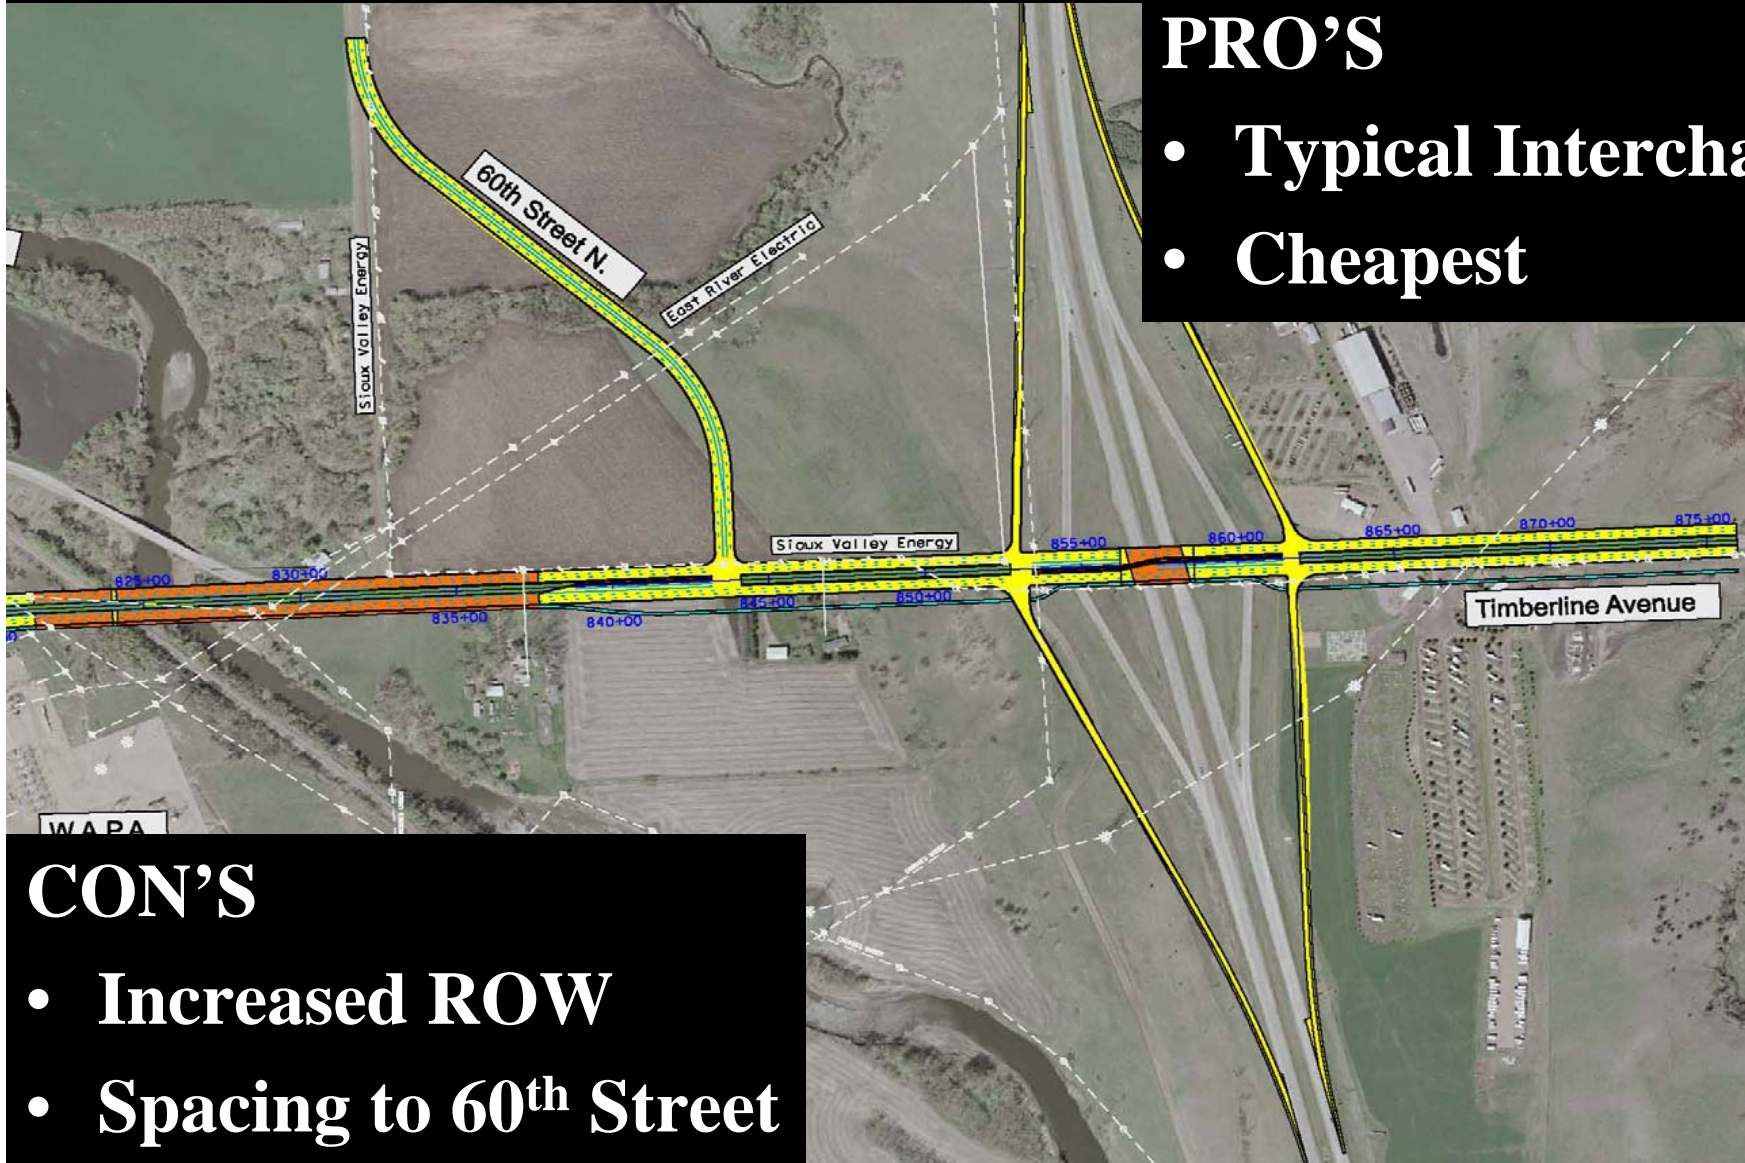 PRO’S
• Typical Intercha
• Cheapest
60th Street N.
East River Electric
Sioux Valley Energy
Sioux Valley Energy
825+00
830+00
835+00
840+00
845+00
850+00
855+00
860+00
865+00
870+00
875+00
Timberline Avenue
W.A.P.A.
CON’S
• Increased ROW
• Spacing to 60th Street